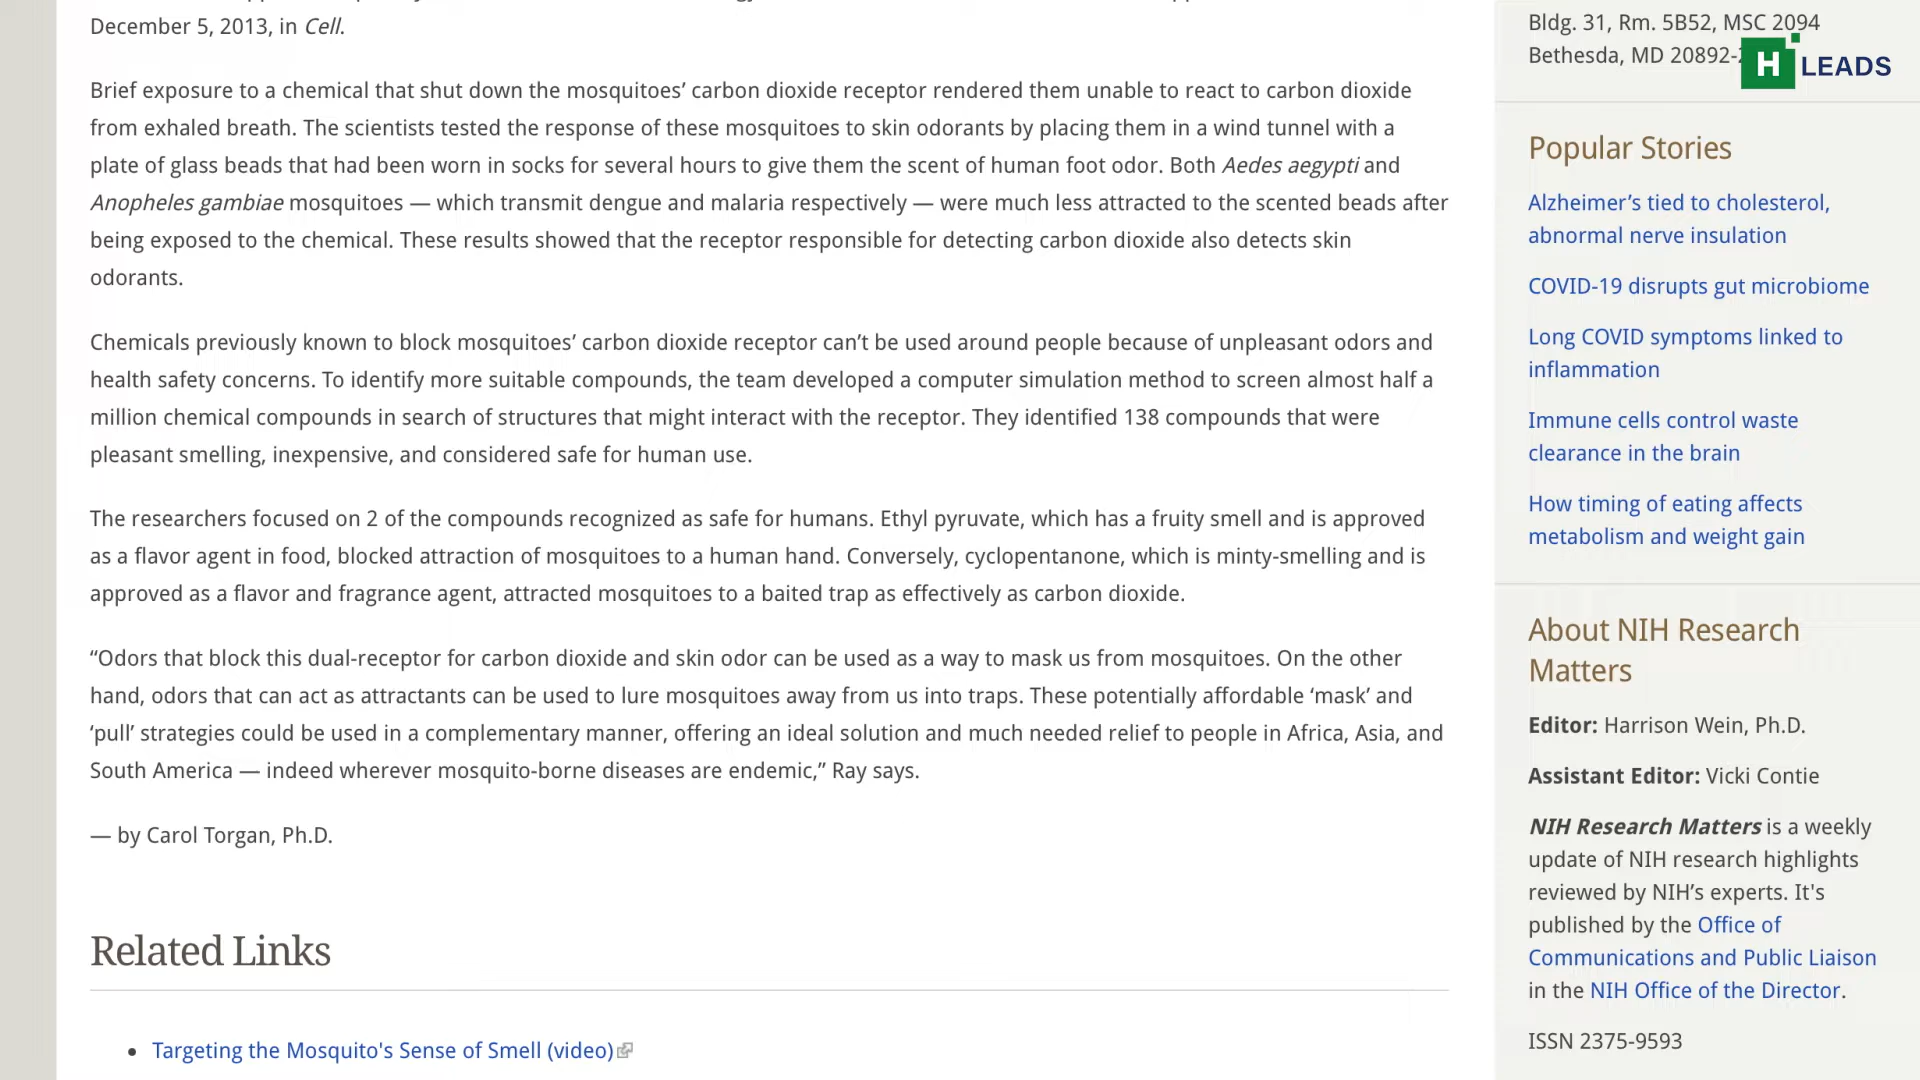 December 5, 2013, in Cell.
Brief exposure to a chemical that shut down the mosquitoes’ carbon dioxide receptor rendered them unable to react to carbon dioxide
from exhaled breath. The scientists tested the response of these mosquitoes to skin odorants by placing them in a wind tunnel with a
plate of glass beads that had been worn in socks for several hours to give them the scent of human foot odor. Both Aedes aegypti and
Anopheles gambiae mosquitoes — which transmit dengue and malaria respectively — were much less attracted to the scented beads after
being exposed to the chemical. These results showed that the receptor responsible for detecting carbon dioxide also detects skin
odorants.
Chemicals previously known to block mosquitoes’ carbon dioxide receptor can’t be used around people because of unpleasant odors and
health safety concerns. To identify more suitable compounds, the team developed a computer simulation method to screen almost half a
million chemical compounds in search of structures that might interact with the receptor. They identified 138 compounds that were
pleasant smelling, inexpensive, and considered safe for human use.
The researchers focused on 2 of the compounds recognized as safe for humans. Ethyl pyruvate, which has a fruity smell and is approved
as a flavor agent in food, blocked attraction of mosquitoes to a human hand. Conversely, cyclopentanone, which is minty-smelling and is
approved as a flavor and fragrance agent, attracted mosquitoes to a baited trap as effectively as carbon dioxide.
“Odors that block this dual-receptor for carbon dioxide and skin odor can be used as a way to mask us from mosquitoes. On the other
hand, odors that can act as attractants can be used to lure mosquitoes away from us into traps. These potentially affordable ‘mask’ and
‘pull’ strategies could be used in a complementary manner, offering an ideal solution and much needed relief to people in Africa, Asia, and
South America — indeed wherever mosquito-borne diseases are endemic,” Ray says.
— by Carol Torgan, Ph.D.
Related Links
• Targeting the Mosquito's Sense of Smell (video)
Bldg. 31, Rm. 5B52, MSC 2094
Bethesda, MD 20892-
H LEADS
Popular Stories
Alzheimer’s tied to cholesterol,
abnormal nerve insulation
COVID-19 disrupts gut microbiome
Long COVID symptoms linked to
inflammation
Immune cells control waste
clearance in the brain
How timing of eating affects
metabolism and weight gain
About NIH Research
Matters
Editor: Harrison Wein, Ph.D.
Assistant Editor: Vicki Contie
NIH Research Matters is a weekly
update of NIH research highlights
reviewed by NIH’s experts. It's
published by the Office of
Communications and Public Liaison
in the NIH Office of the Director.
ISSN 2375-9593